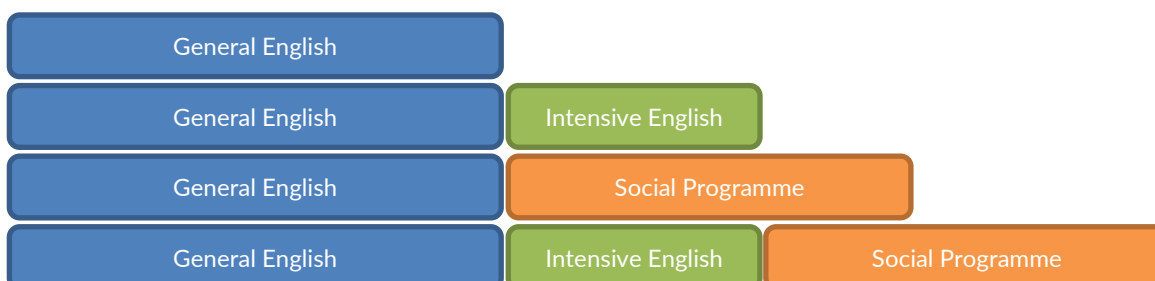 General English
General English Intensive English
General English Social Programme
General English Intensive English Social Programme